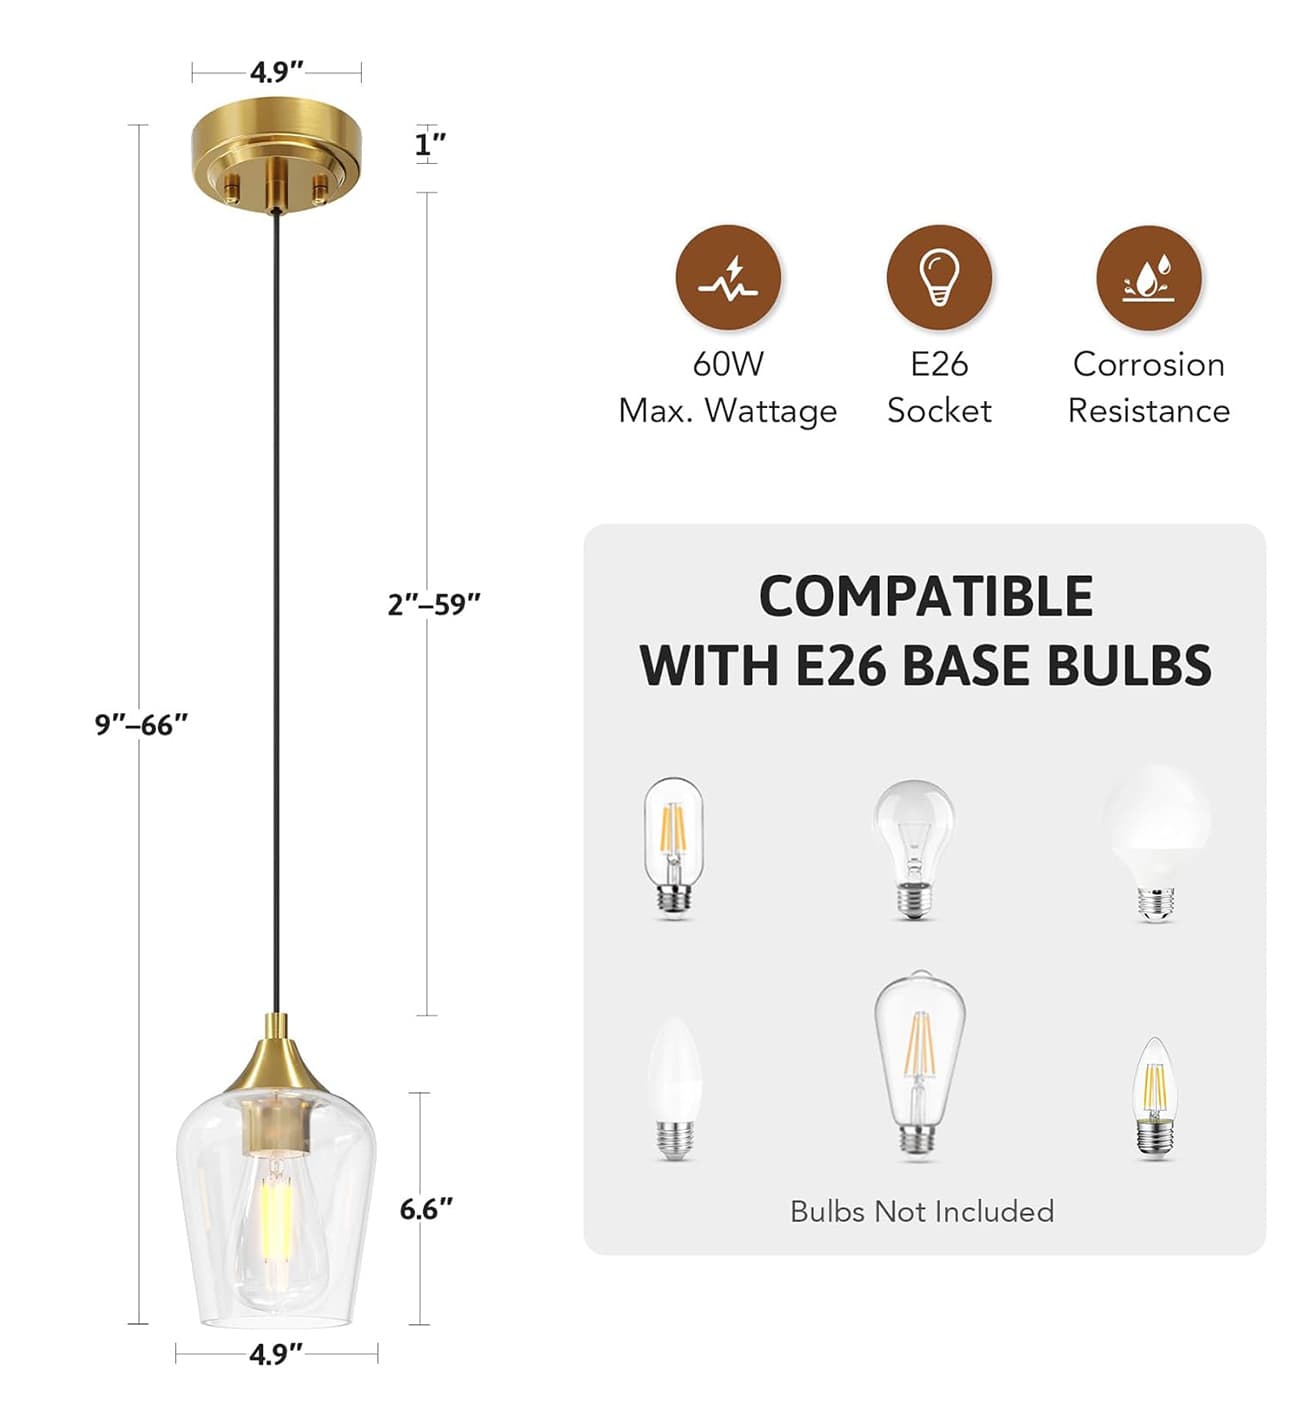 4.9″
1″
2″–59″
9″–66″
6.6″
4.9″
60W
Max. Wattage
E26
Socket
Corrosion
Resistance
COMPATIBLE
WITH E26 BASE BULBS
Bulbs Not Included